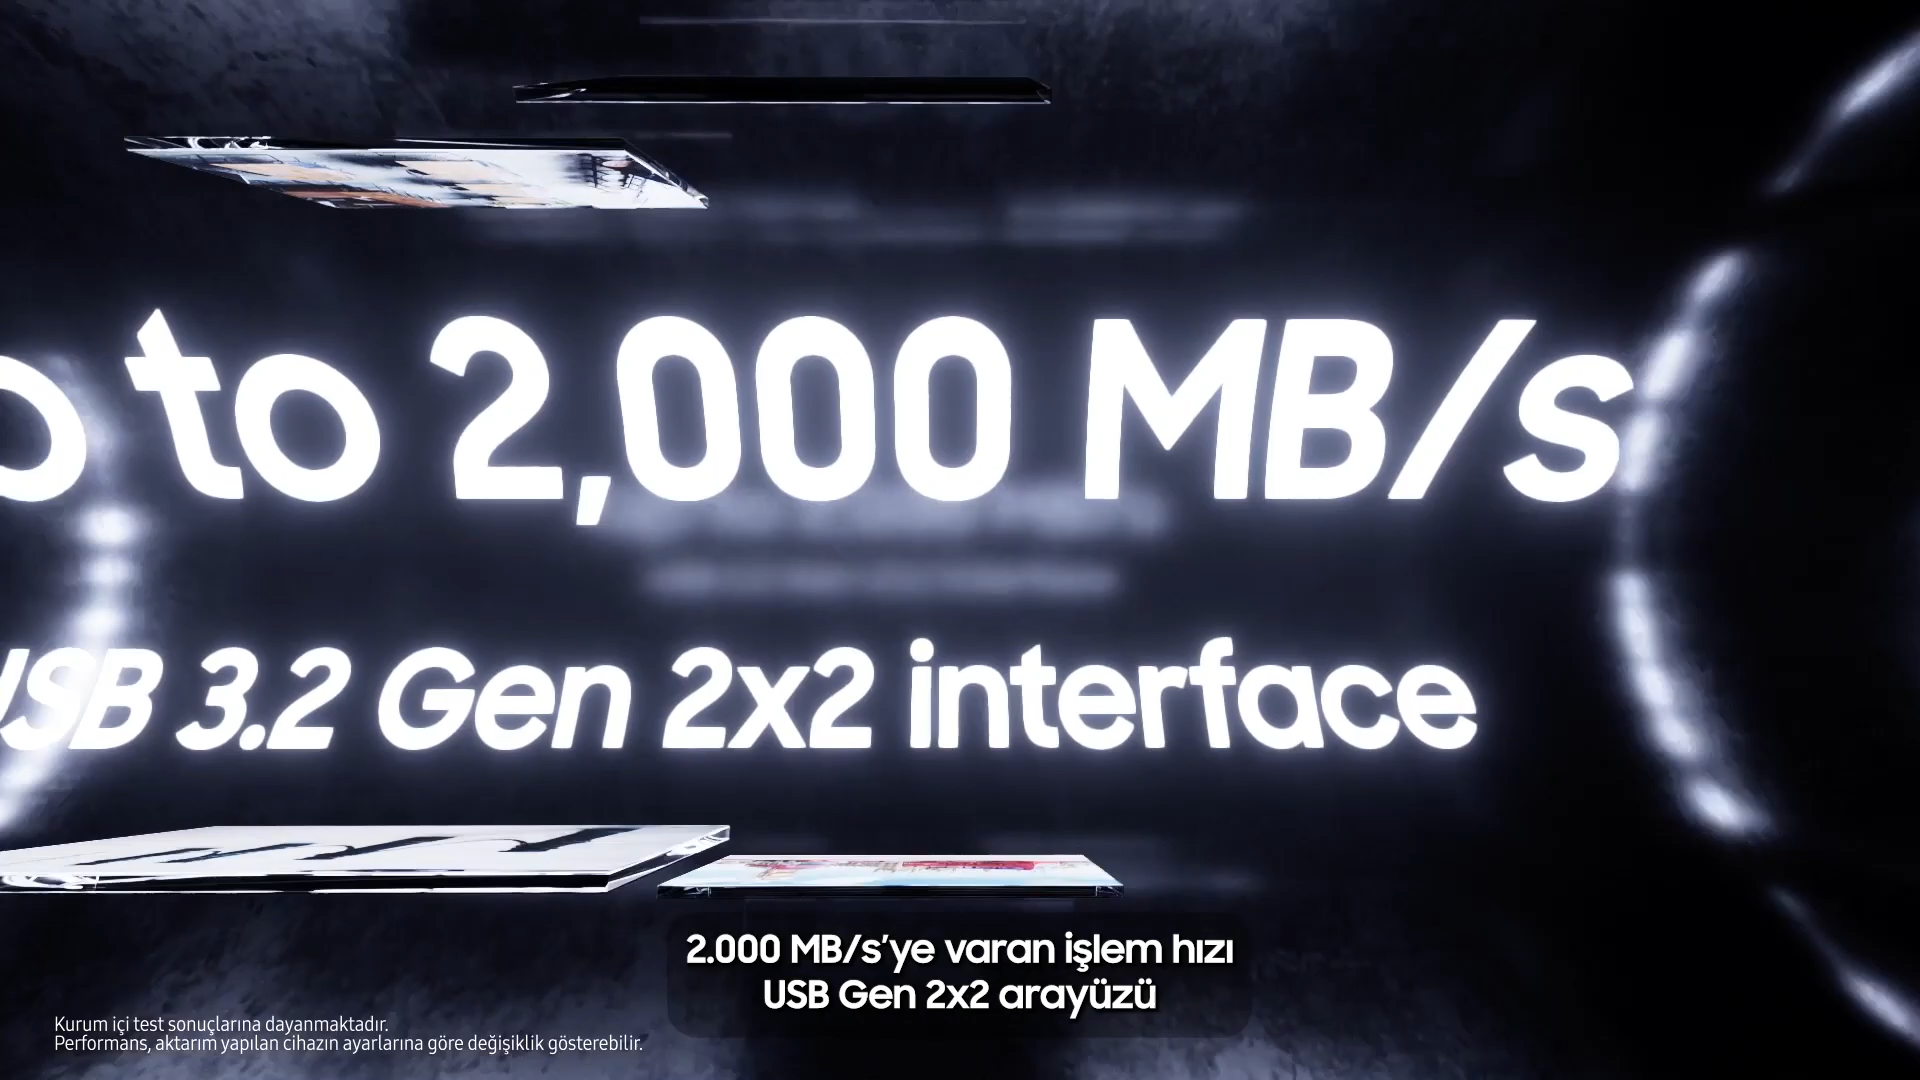 to 2,000 MB/s
USB 3.2 Gen 2x2 interface
2.000 MB/s'ye varan işlem hızı
USB Gen 2x2 arayüzü
Kurum içi test sonuçlarına dayanmaktadır.
Performans, aktarım yapılan cihazın ayarlarına göre değişiklik gösterebilir.